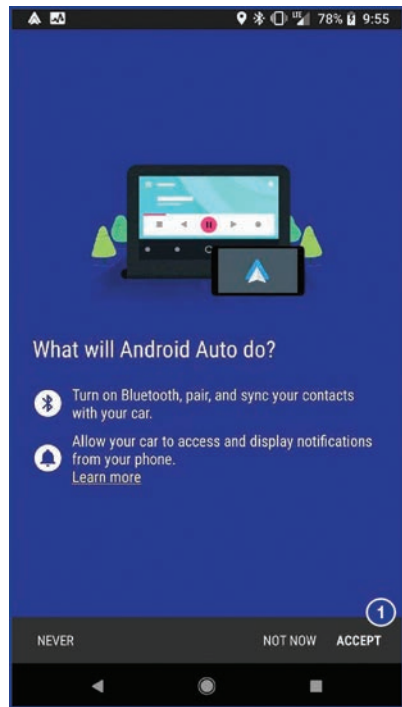 78% 9:55
What will Android Auto do?
Turn on Bluetooth, pair, and sync your contacts
with your car.
Allow your car to access and display notifications
from your phone.
Learn more
1
NEVER NOT NOW ACCEPT